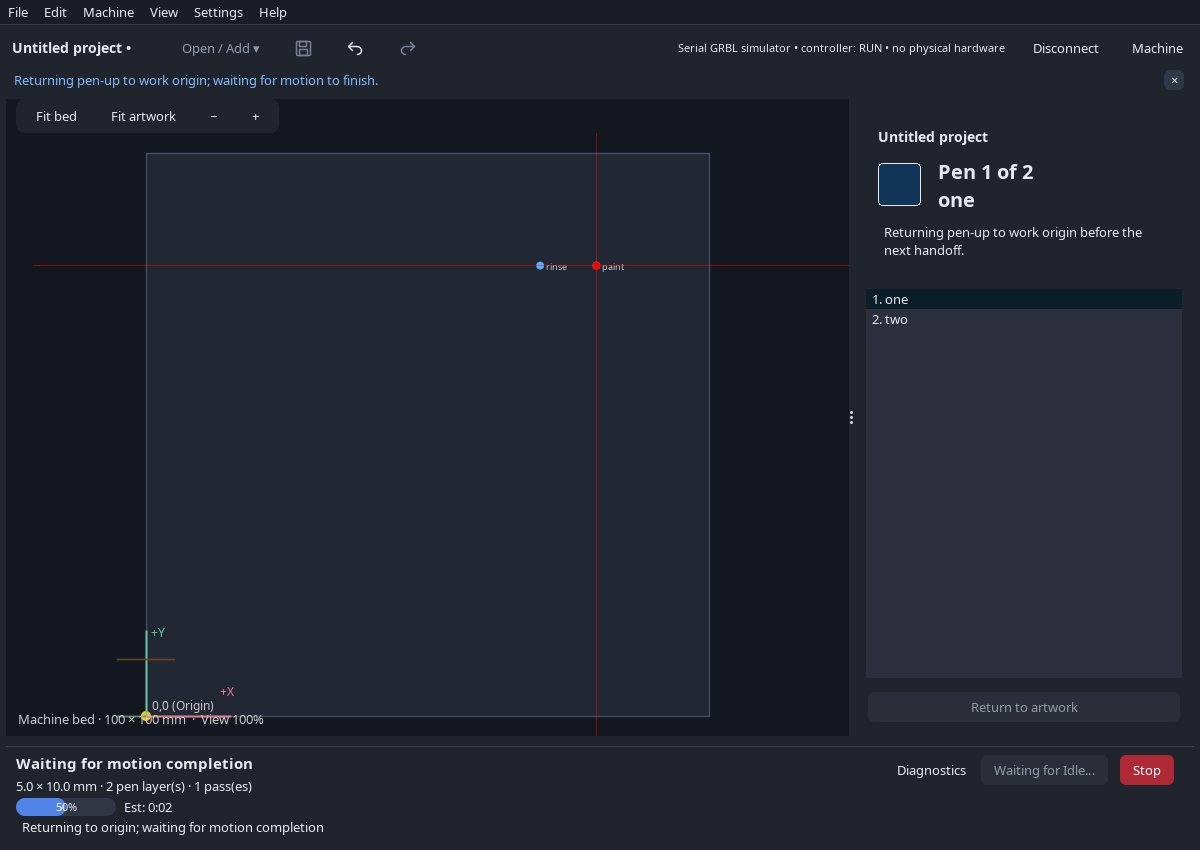 File Edit Machine View Settings Help
Untitled project • Open / Add ▾ Serial GRBL simulator • controller: RUN • no physical hardware Disconnect Machine
Returning pen-up to work origin; waiting for motion to finish. ×
Fit bed Fit artwork − +
Untitled project
Pen 1 of 2
one
Returning pen-up to work origin before the
next handoff.
rinse paint
1. one
2. two
+Y
+X
0,0 (Origin)
Machine bed · 100 × 100 mm · View 100%
Return to artwork
Waiting for motion completion
Diagnostics Waiting for Idle... Stop
5.0 × 10.0 mm · 2 pen layer(s) · 1 pass(es)
50% Est: 0:02
Returning to origin; waiting for motion completion